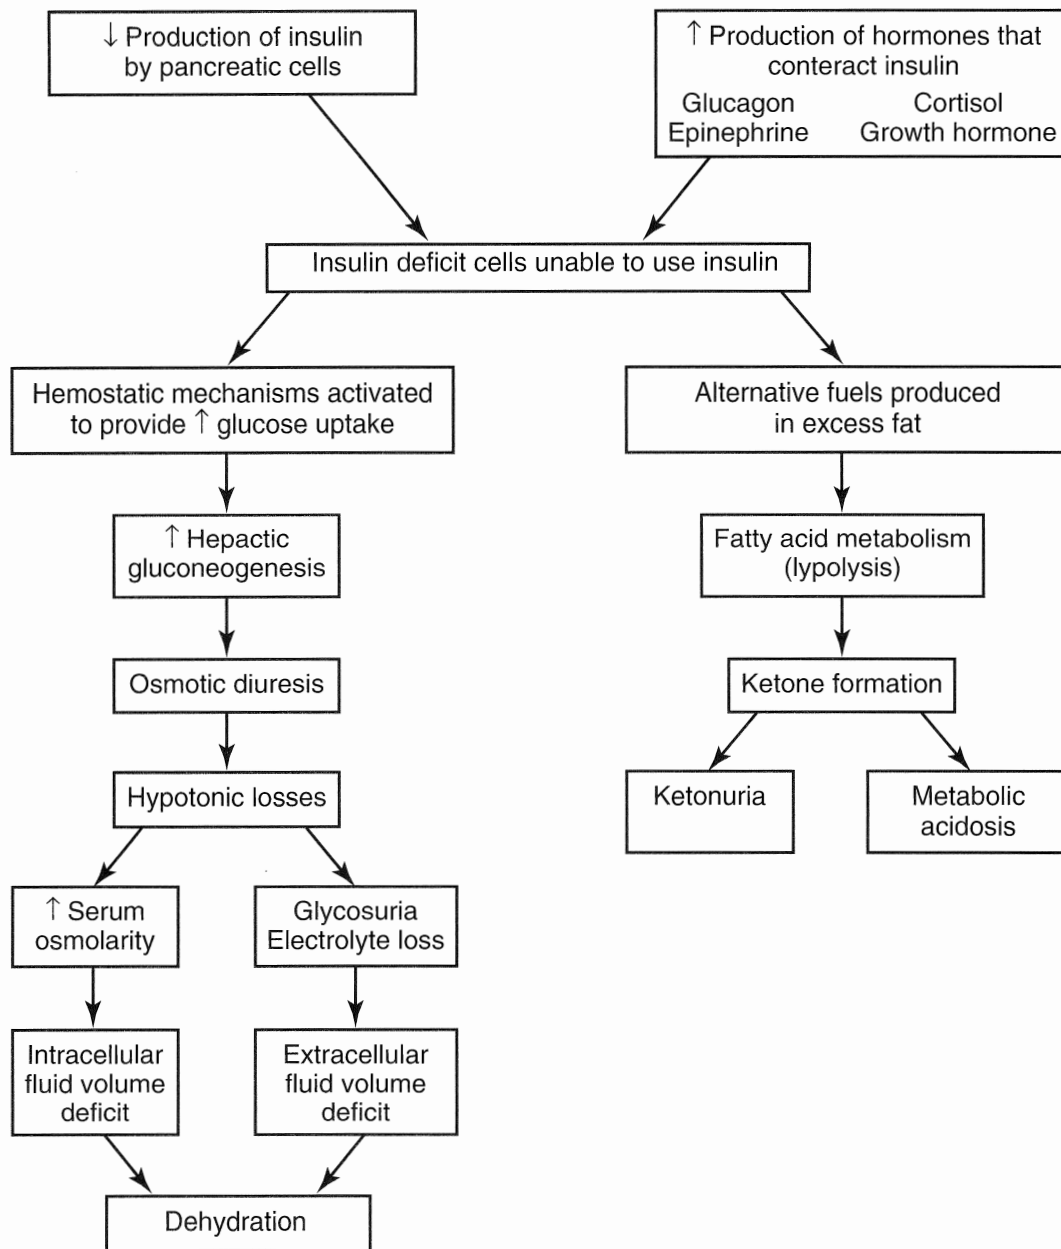 ↓ Production of insulin
by pancreatic cells
↑ Production of hormones that
conteract insulin
Glucagon Cortisol
Epinephrine Growth hormone
Insulin deficit cells unable to use insulin
Hemostatic mechanisms activated
to provide ↑ glucose uptake
Alternative fuels produced
in excess fat
↑ Hepactic
gluconeogenesis
Fatty acid metabolism
(lypolysis)
Osmotic diuresis
Ketone formation
Hypotonic losses
Ketonuria
Metabolic
acidosis
↑ Serum
osmolarity
Glycosuria
Electrolyte loss
Intracellular
fluid volume
deficit
Extracellular
fluid volume
deficit
Dehydration